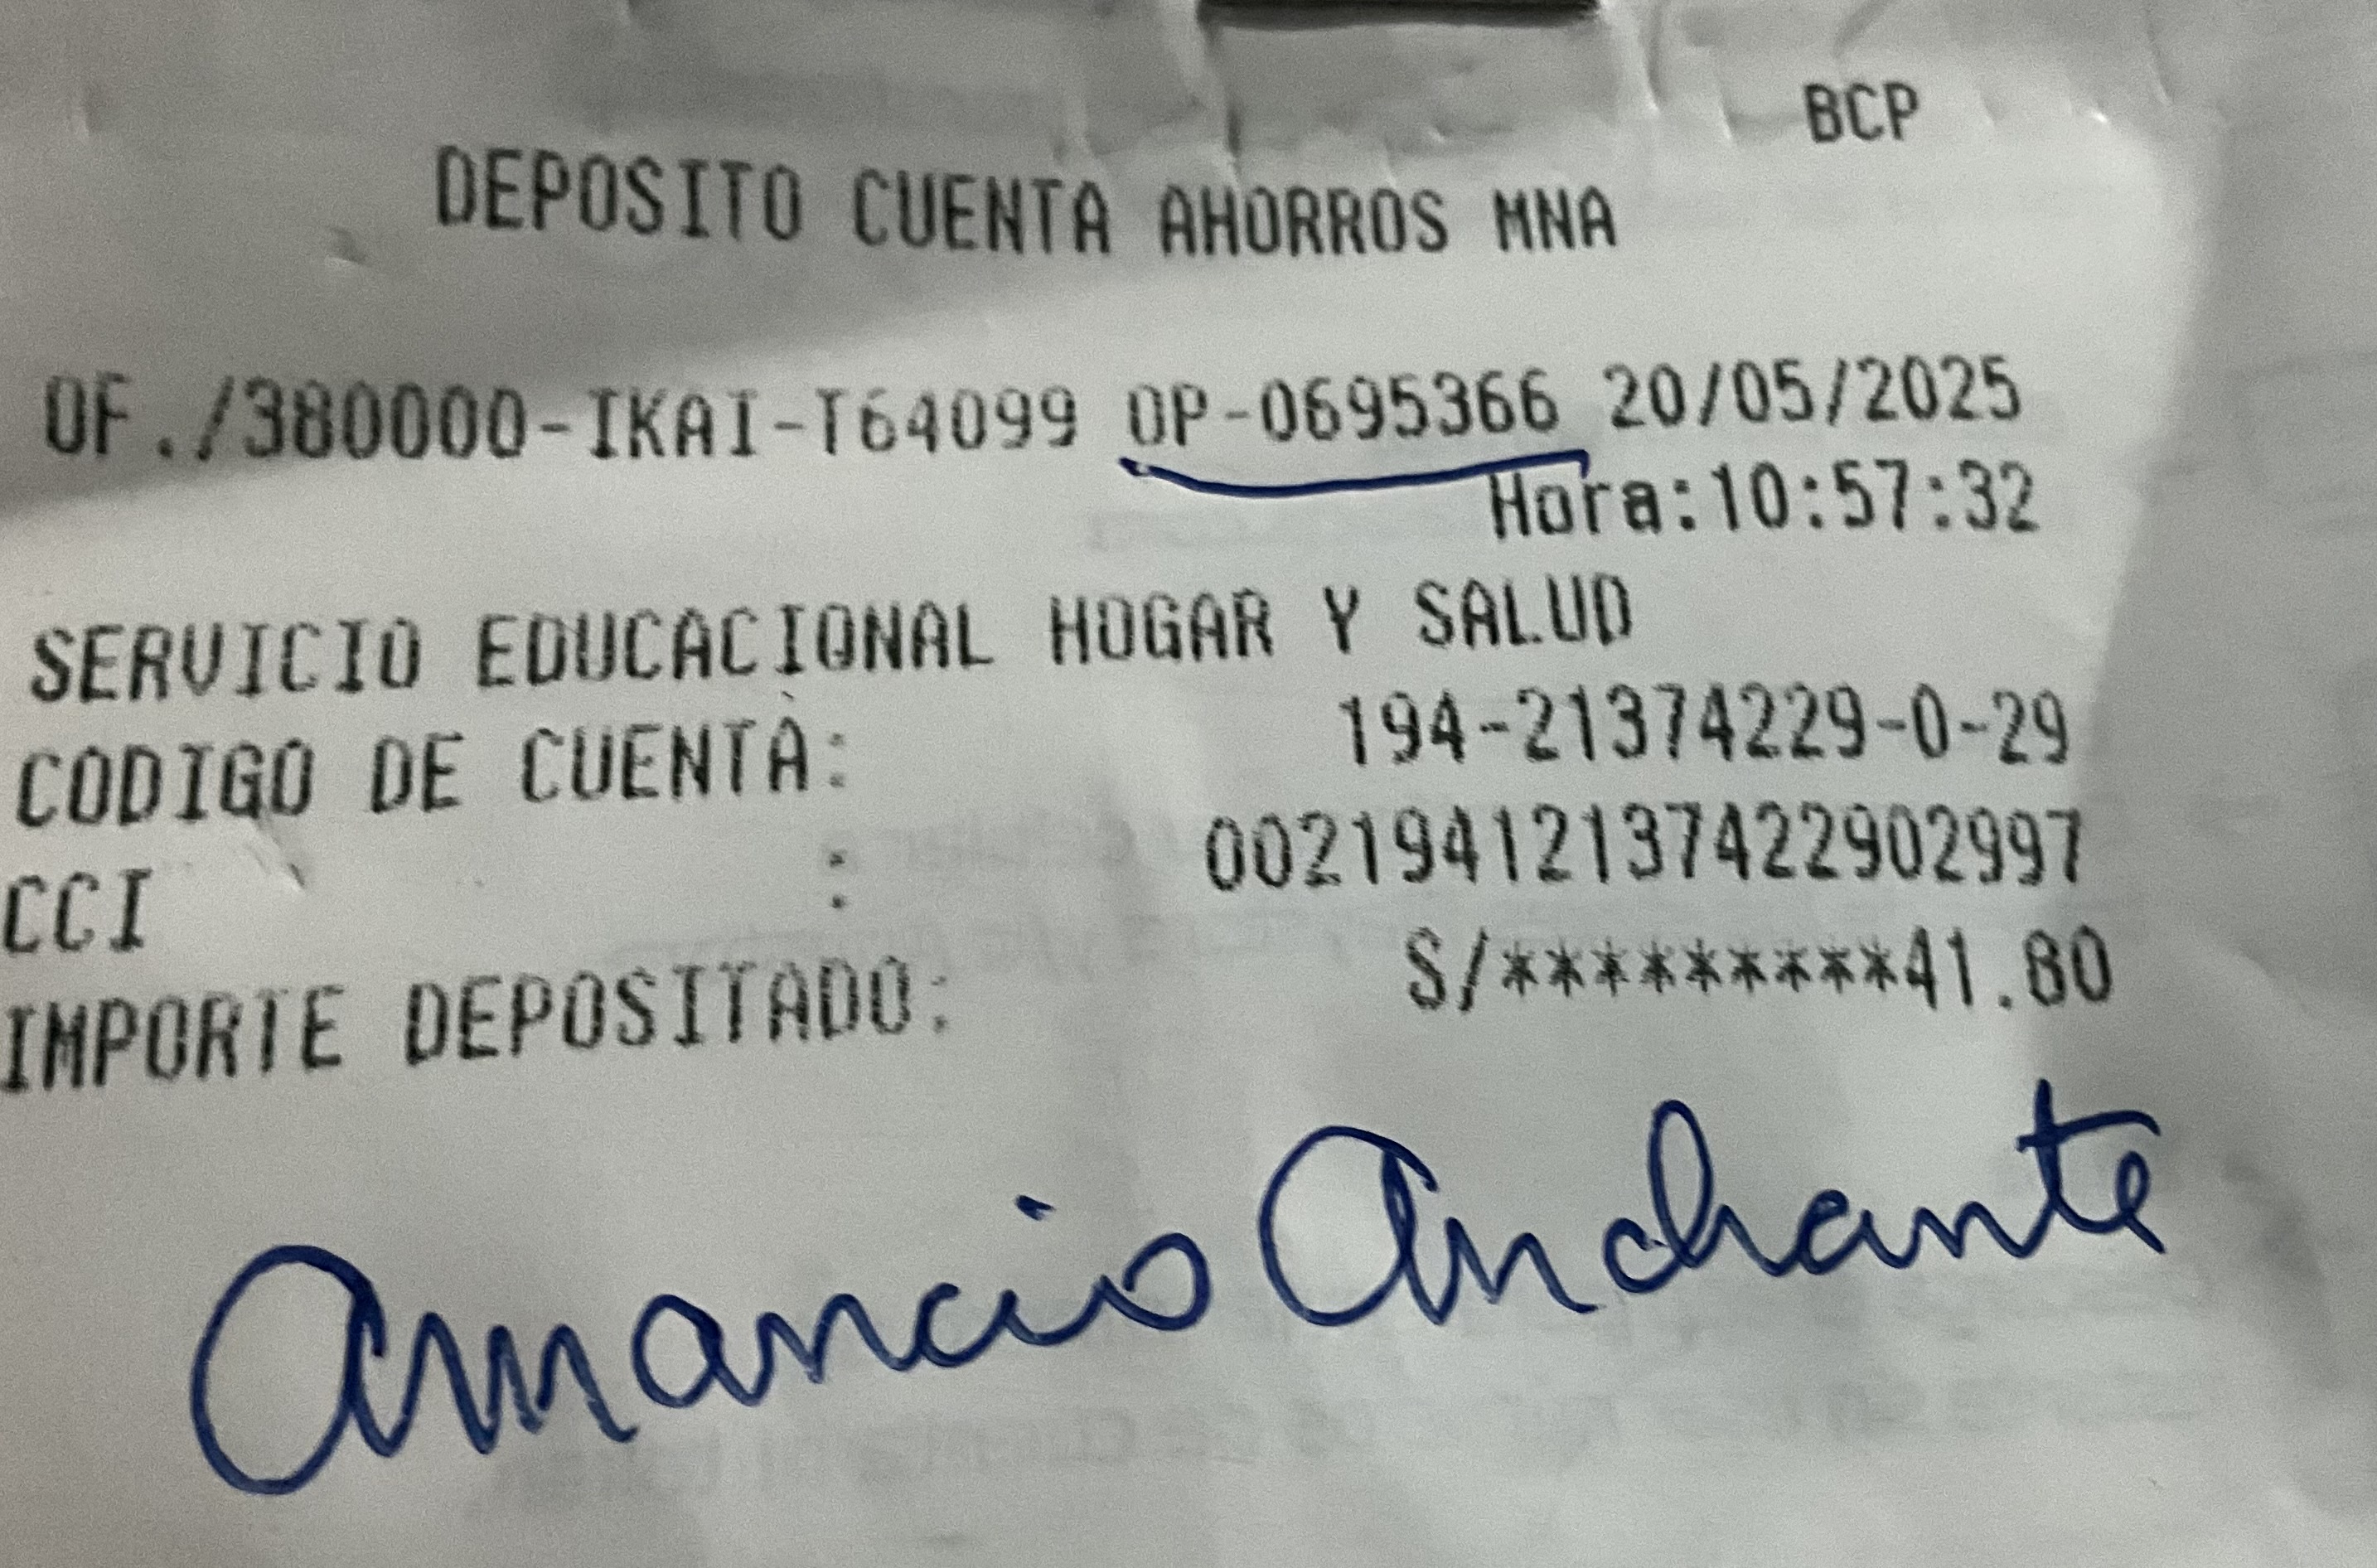 BCP
DEPOSITO CUENTA AHORROS MNA
OF./380000-IKAI-T64099 OP-0695366 20/05/2025
Hora:10:57:32
SERVICIO EDUCACIONAL HOGAR Y SALUD
CODIGO DE CUENTA: 194-21374229-0-29
CCI : 00219412137422902997
IMPORTE DEPOSITADO: S/*********41.80
Amancio Anchante